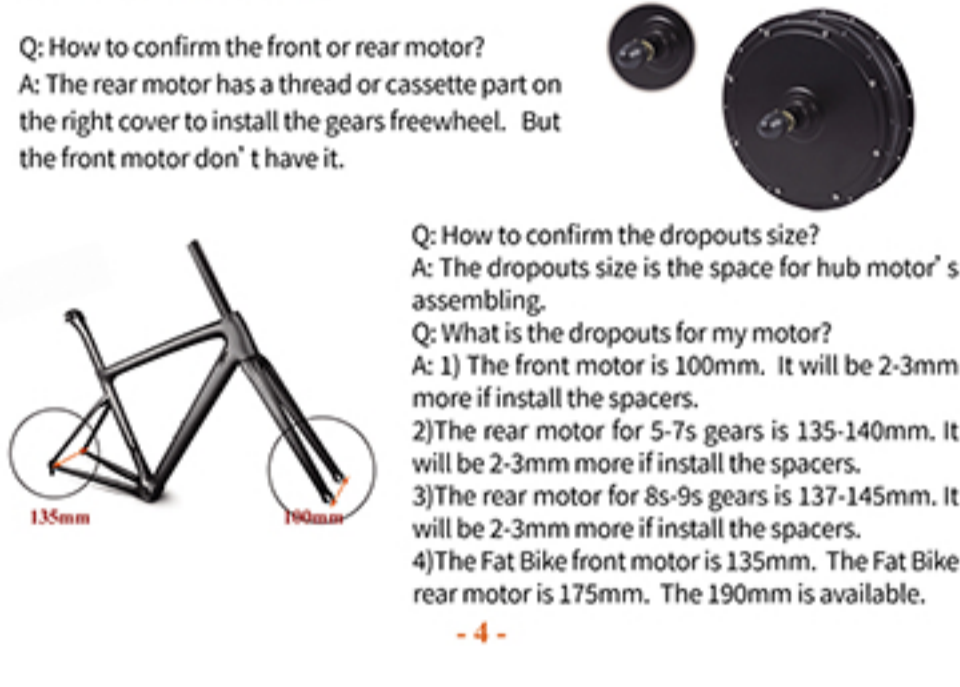 Q: How to confirm the front or rear motor?
A: The rear motor has a thread or cassette part on
the right cover to install the gears freewheel. But
the front motor don't have it.
Q: How to confirm the dropouts size?
A: The dropouts size is the space for hub motor's
assembling.
Q: What is the dropouts for my motor?
A: 1) The front motor is 100mm. It will be 2-3mm
more if install the spacers.
2)The rear motor for 5-7s gears is 135-140mm. It
will be 2-3mm more if install the spacers.
3)The rear motor for 8s-9s gears is 137-145mm. It
will be 2-3mm more if install the spacers.
4)The Fat Bike front motor is 135mm. The Fat Bike
rear motor is 175mm. The 190mm is available.
135mm
100mm
- 4 -